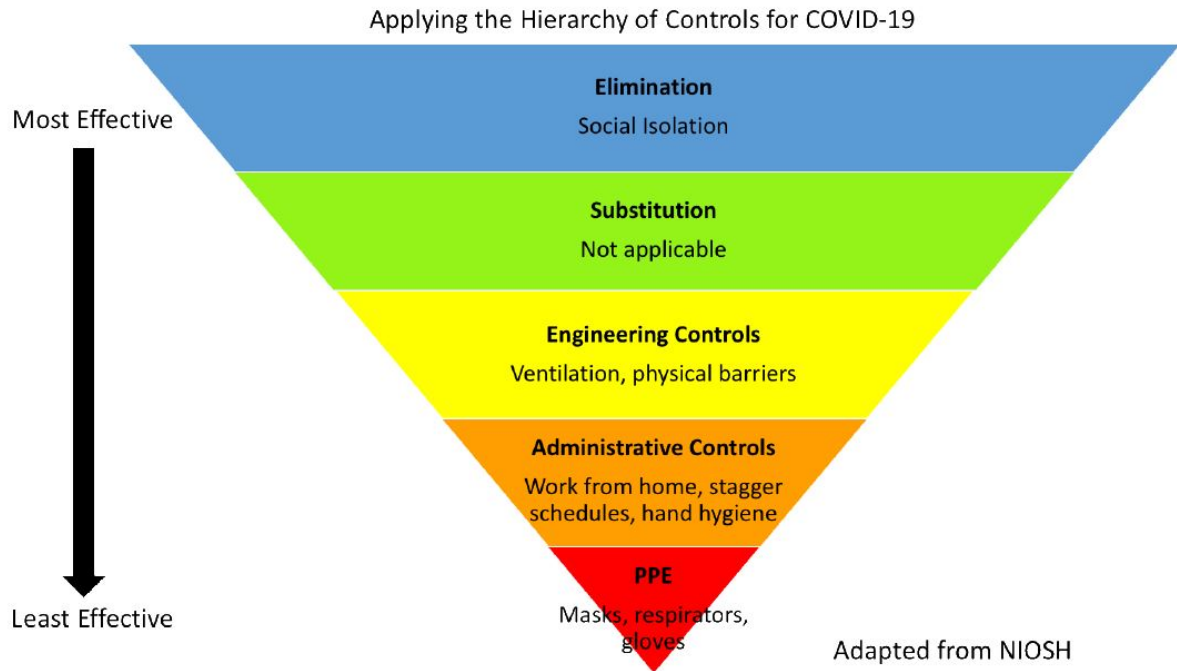 Applying the Hierarchy of Controls for COVID-19
Most Effective
Elimination
Social Isolation
Substitution
Not applicable
Engineering Controls
Ventilation, physical barriers
Administrative Controls
Work from home, stagger
schedules, hand hygiene
PPE
Masks, respirators,
gloves
Least Effective
Adapted from NIOSH